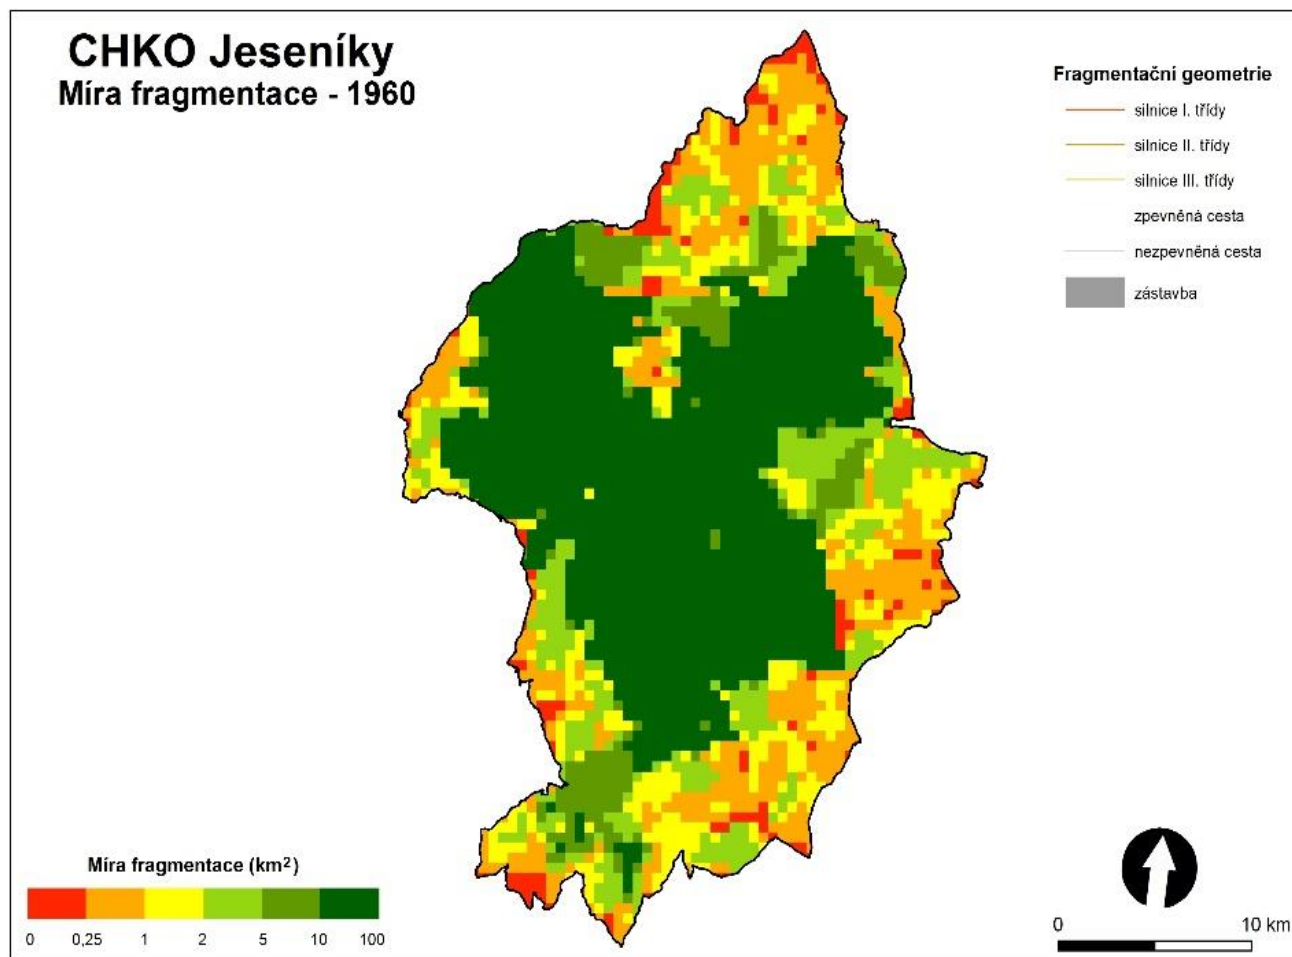 CHKO Jeseníky
Míra fragmentace - 1960
Fragmentační geometrie
silnice I. třídy
silnice II. třídy
silnice III. třídy
zpevněná cesta
nezpevněná cesta
zástavba
Míra fragmentace (km²)
0 0,25 1 2 5 10 100
0 10 km